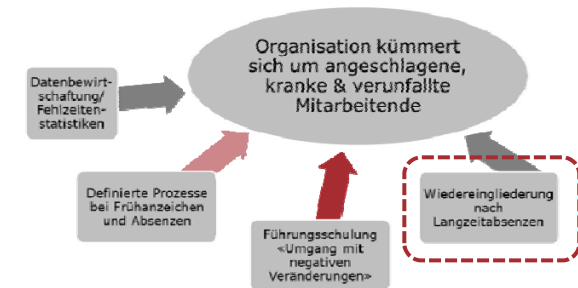 Organisation kümmert
sich um angeschlagene,
kranke & verunfallte
Mitarbeitende
Datenbewirt-
schaftung/
Fehlzeiten-
statistiken
Definierte Prozesse
bei Frühanzeichen
und Absenzen
Führungsschulung
«Umgang mit
negativen
Veränderungen»
Wiedereingliederung
nach
Langzeitabsenzen